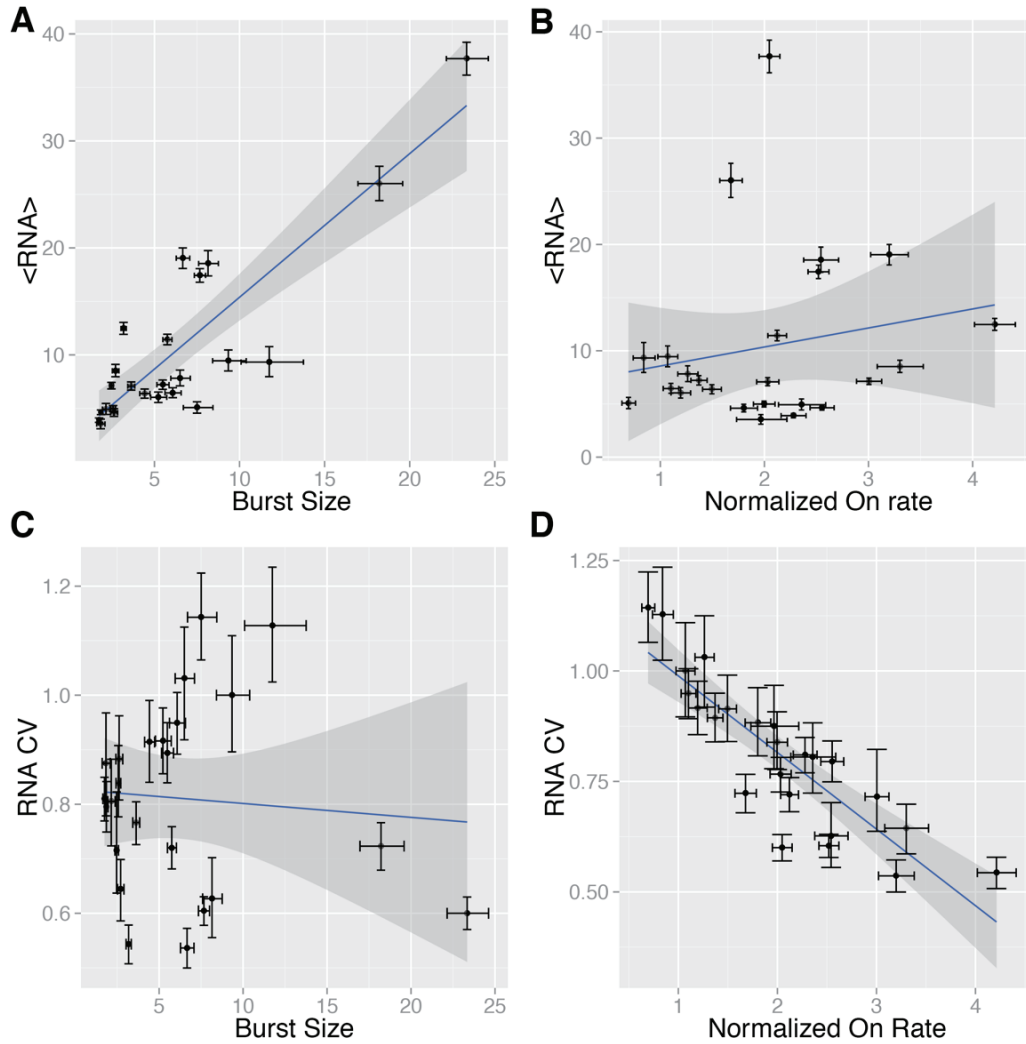 A
B
40
30
20
10
<RNA>
5
10
15
20
25
Burst Size
40
30
20
10
0
<RNA>
1
2
3
4
Normalized On rate
C
D
1.2
1.0
0.8
0.6
RNA CV
5
10
15
20
25
Burst Size
1.25
1.00
0.75
0.50
RNA CV
1
2
3
4
Normalized On Rate